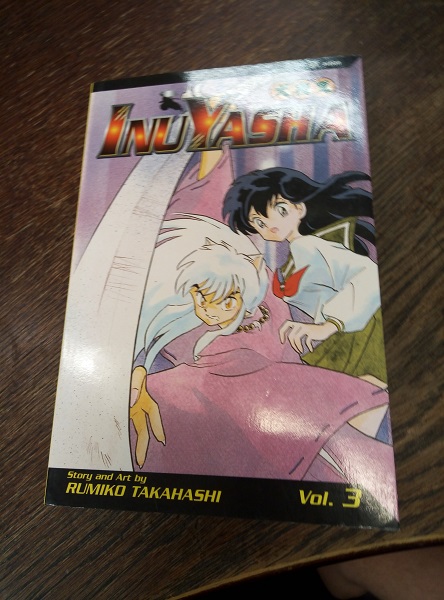 INUYASHA
Story and Art by
RUMIKO TAKAHASHI
Vol. 3